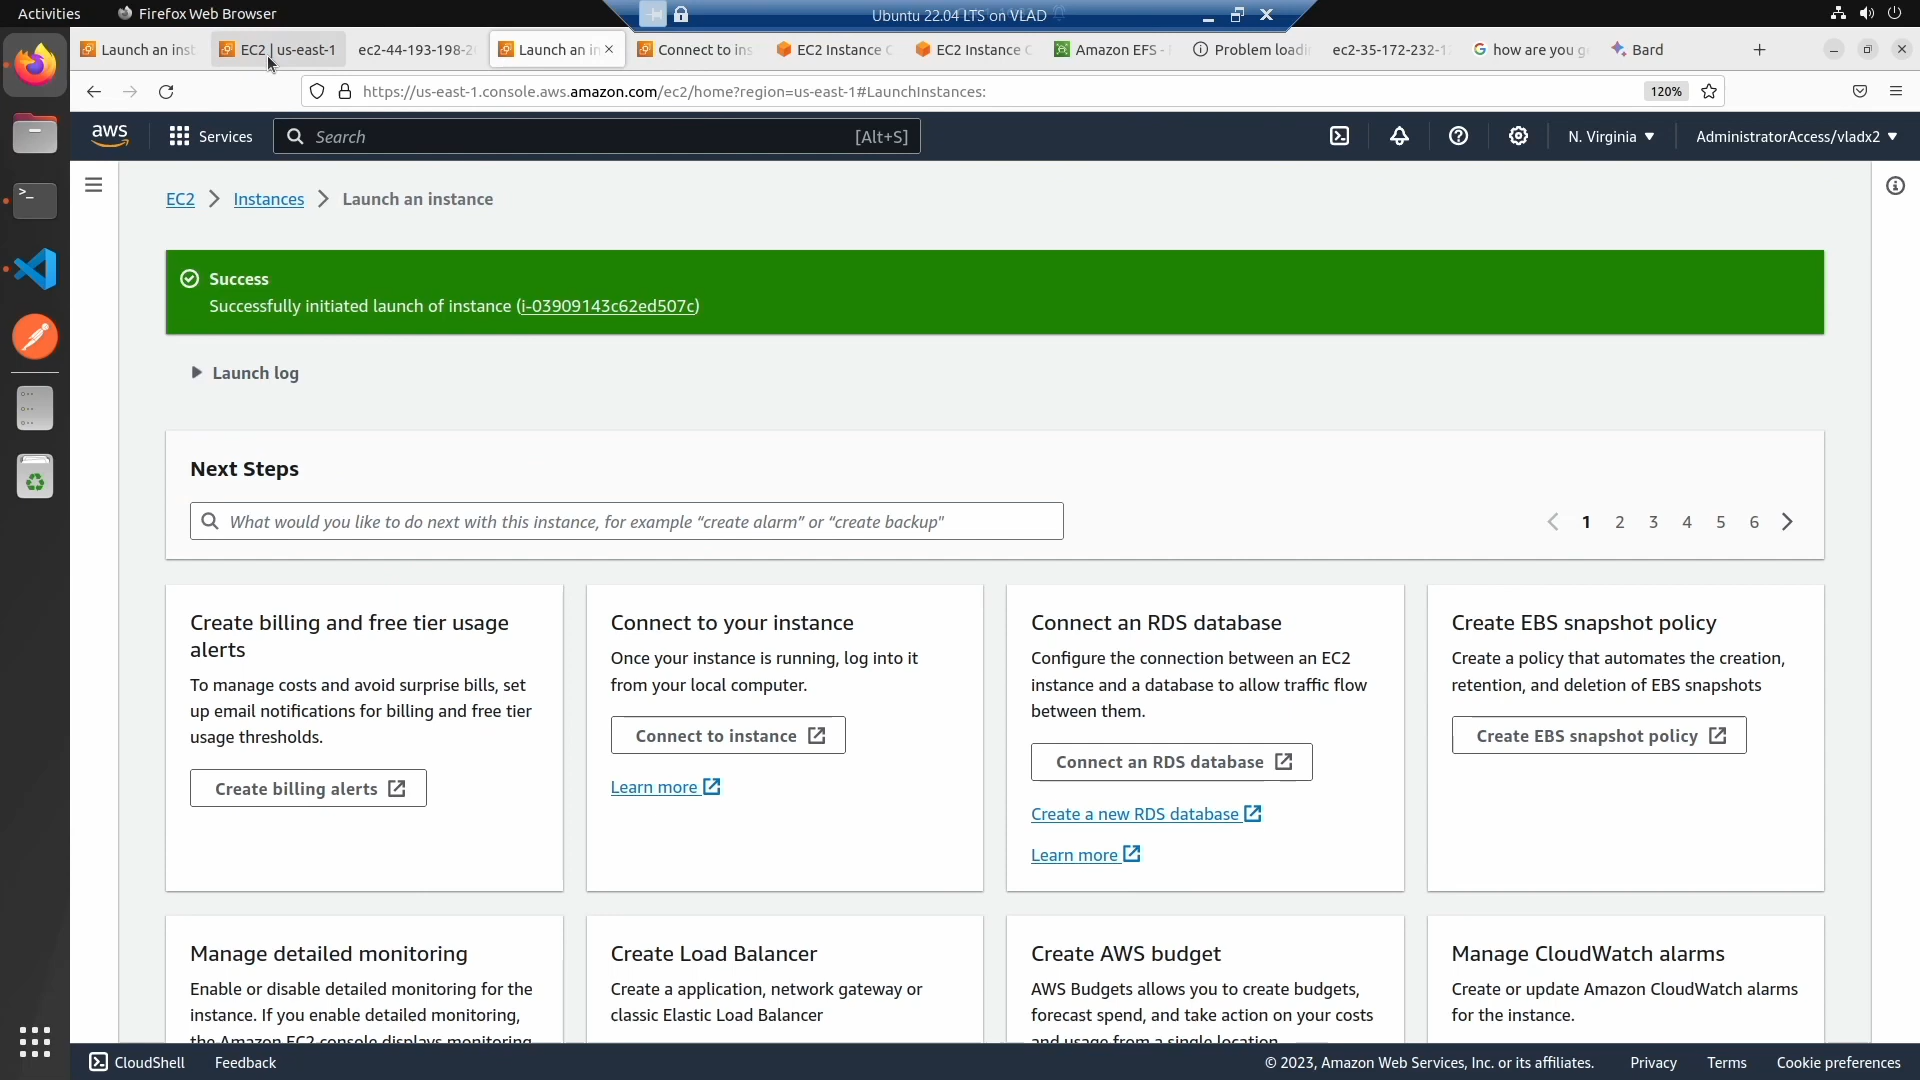 Activities
Firefox Web Browser
Ubuntu 22.04 LTS on VLAD
Launch an inst
EC2 | us-east-1
ec2-44-193-198-2
Launch an in
Connect to ins
EC2 Instance C
EC2 Instance C
Amazon EFS -
Problem loadi
ec2-35-172-232-1
how are you g
Bard
https://us-east-1.console.aws.amazon.com/ec2/home?region=us-east-1#LaunchInstances:
120%
aws
Services
Search
[Alt+S]
N. Virginia
AdministratorAccess/vladx2
EC2
Instances
Launch an instance
Success
Successfully initiated launch of instance (i-03909143c62ed507c)
Launch log
Next Steps
What would you like to do next with this instance, for example “create alarm” or “create backup"
1 2 3 4 5 6
Create billing and free tier usage
alerts
To manage costs and avoid surprise bills, set
up email notifications for billing and free tier
usage thresholds.
Create billing alerts
Connect to your instance
Once your instance is running, log into it
from your local computer.
Connect to instance
Learn more
Connect an RDS database
Configure the connection between an EC2
instance and a database to allow traffic flow
between them.
Connect an RDS database
Create a new RDS database
Learn more
Create EBS snapshot policy
Create a policy that automates the creation,
retention, and deletion of EBS snapshots
Create EBS snapshot policy
Manage detailed monitoring
Enable or disable detailed monitoring for the
instance. If you enable detailed monitoring,
the Amazon EC2 console displays monitoring
Create Load Balancer
Create a application, network gateway or
classic Elastic Load Balancer
Create AWS budget
AWS Budgets allows you to create budgets,
forecast spend, and take action on your costs
and usage from a single location.
Manage CloudWatch alarms
Create or update Amazon CloudWatch alarms
for the instance.
CloudShell
Feedback
© 2023, Amazon Web Services, Inc. or its affiliates.
Privacy
Terms
Cookie preferences